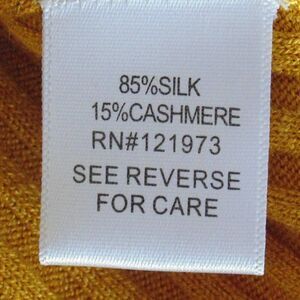 85%SILK
15%CASHMERE
RN#121973
SEE REVERSE
FOR CARE